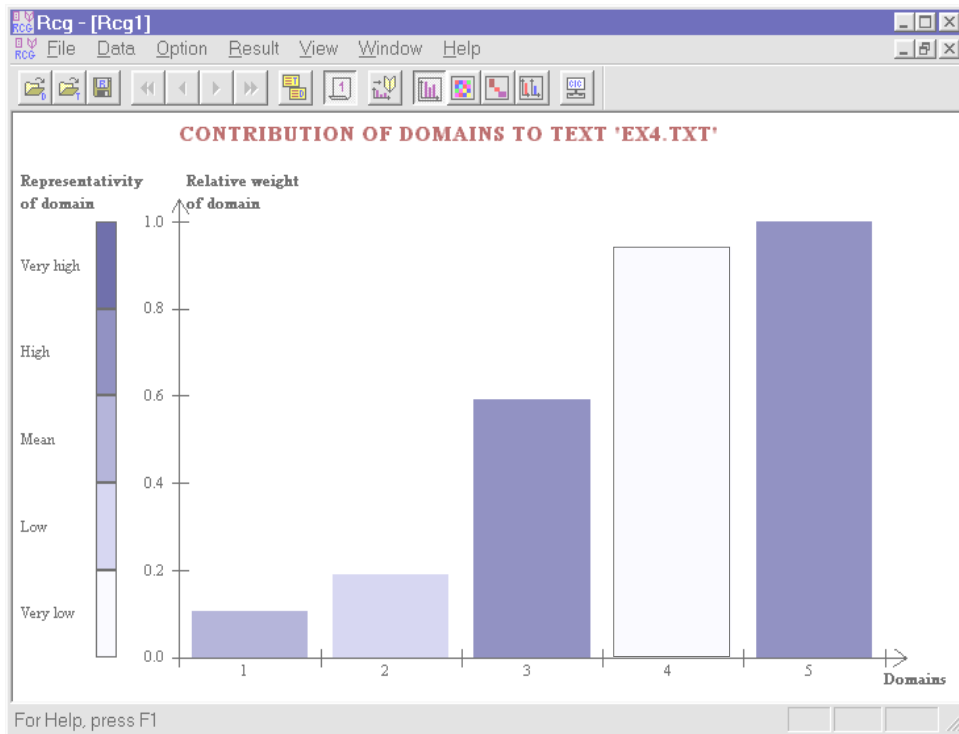 Rcg - [Rcg1]
RCG File Data Option Result View Window Help
CONTRIBUTION OF DOMAINS TO TEXT 'EX4.TXT'
Representativity
of domain
Relative weight
of domain
Very high
High
Mean
Low
Very low
1.0
0.8
0.6
0.4
0.2
0.0
1 2 3 4 5
Domains
For Help, press F1